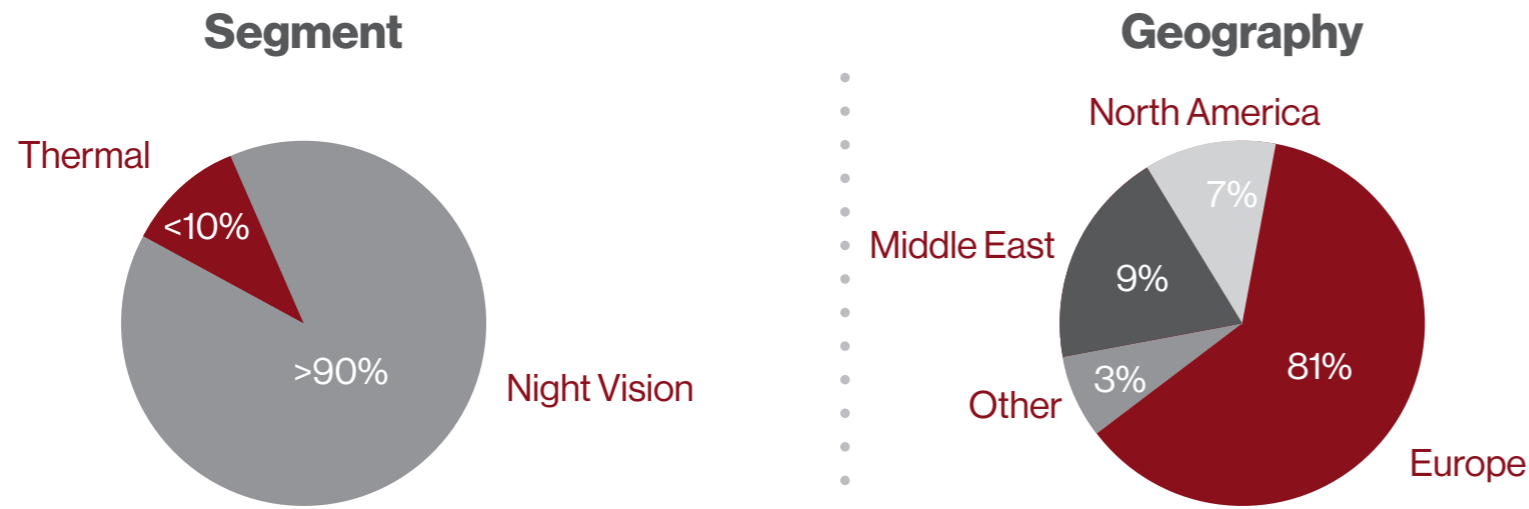 Segment
Thermal
<10%
>90%
Night Vision
Geography
North America
7%
Middle East
9%
3%
81%
Other
Europe